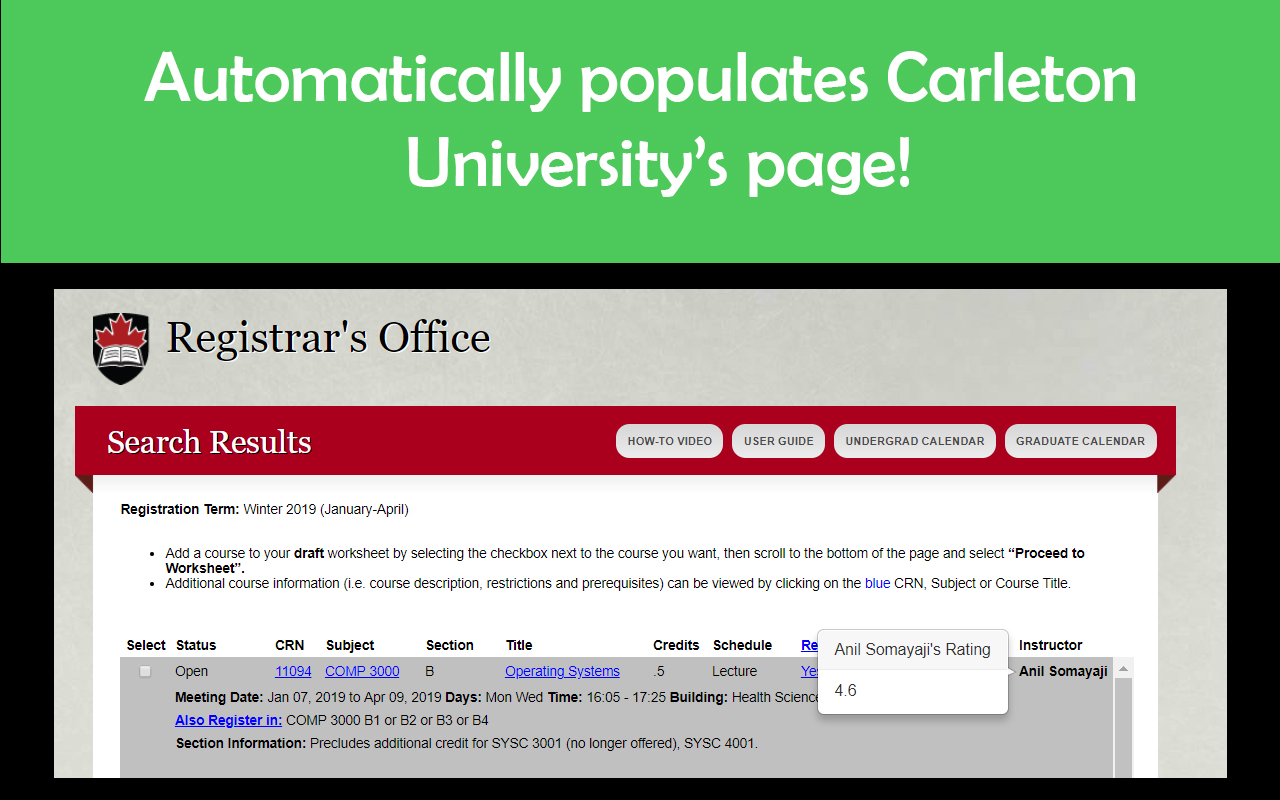 Automatically populates Carleton
University’s page!
Registrar's Office
Search Results
HOW-TO VIDEO USER GUIDE UNDERGRAD CALENDAR GRADUATE CALENDAR
Registration Term: Winter 2019 (January-April)
• Add a course to your draft worksheet by selecting the checkbox next to the course you want, then scroll to the bottom of the page and select “Proceed to
Worksheet”.
• Additional course information (i.e. course description, restrictions and prerequisites) can be viewed by clicking on the blue CRN, Subject or Course Title.
Select Status CRN Subject Section Title Credits Schedule Re Instructor
Open 11094 COMP 3000 B Operating Systems .5 Lecture Yes Anil Somayaji
Anil Somayaji's Rating
4.6
Meeting Date: Jan 07, 2019 to Apr 09, 2019 Days: Mon Wed Time: 16:05 - 17:25 Building: Health Science
Also Register in: COMP 3000 B1 or B2 or B3 or B4
Section Information: Precludes additional credit for SYSC 3001 (no longer offered), SYSC 4001.